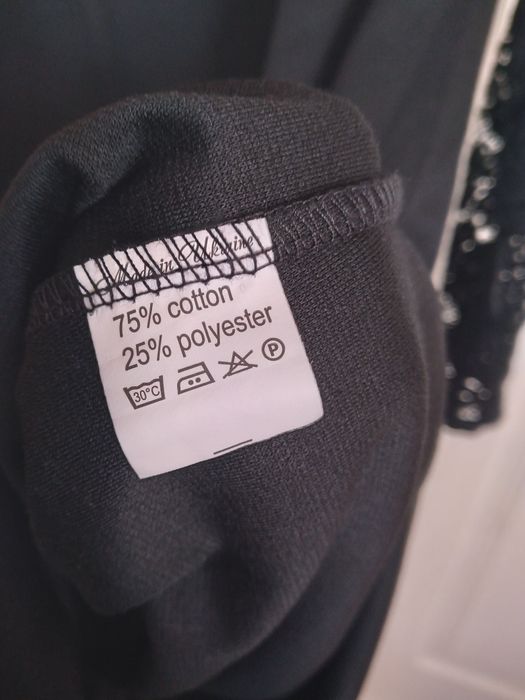 Made in Ukraine
75% cotton
25% polyester
30°C P